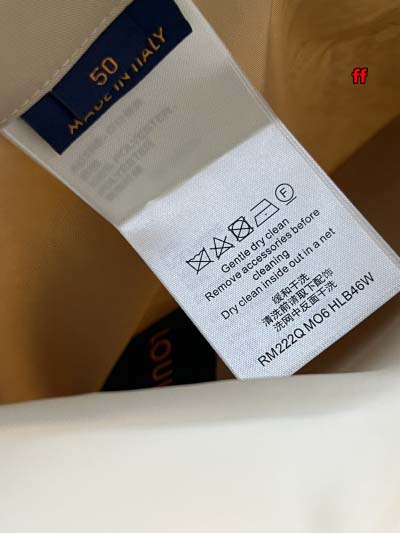 ff
50
MADE IN ITALY
Gentle dry clean
Remove accessories before
cleaning
Dry clean inside out in a net
缓和干洗
清洗前请取下配饰
洗网中反面干洗
RM222Q MO6 HLB46W
LOU